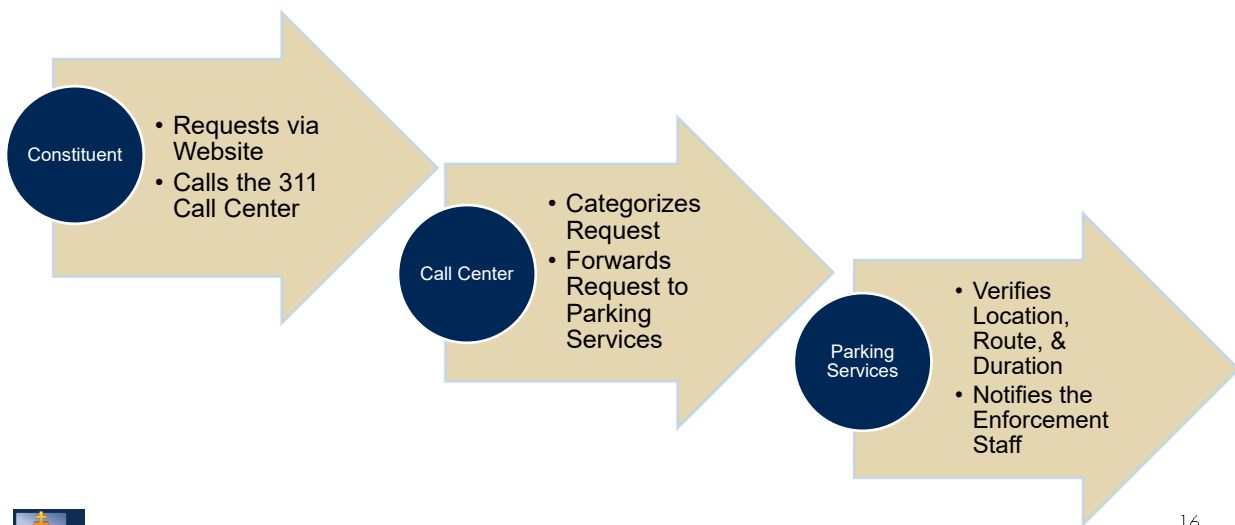 Constituent
• Requests via
Website
• Calls the 311
Call Center
Call Center
• Categorizes
Request
• Forwards
Request to
Parking
Services
Parking
Services
• Verifies
Location,
Route, &
Duration
• Notifies the
Enforcement
Staff
16